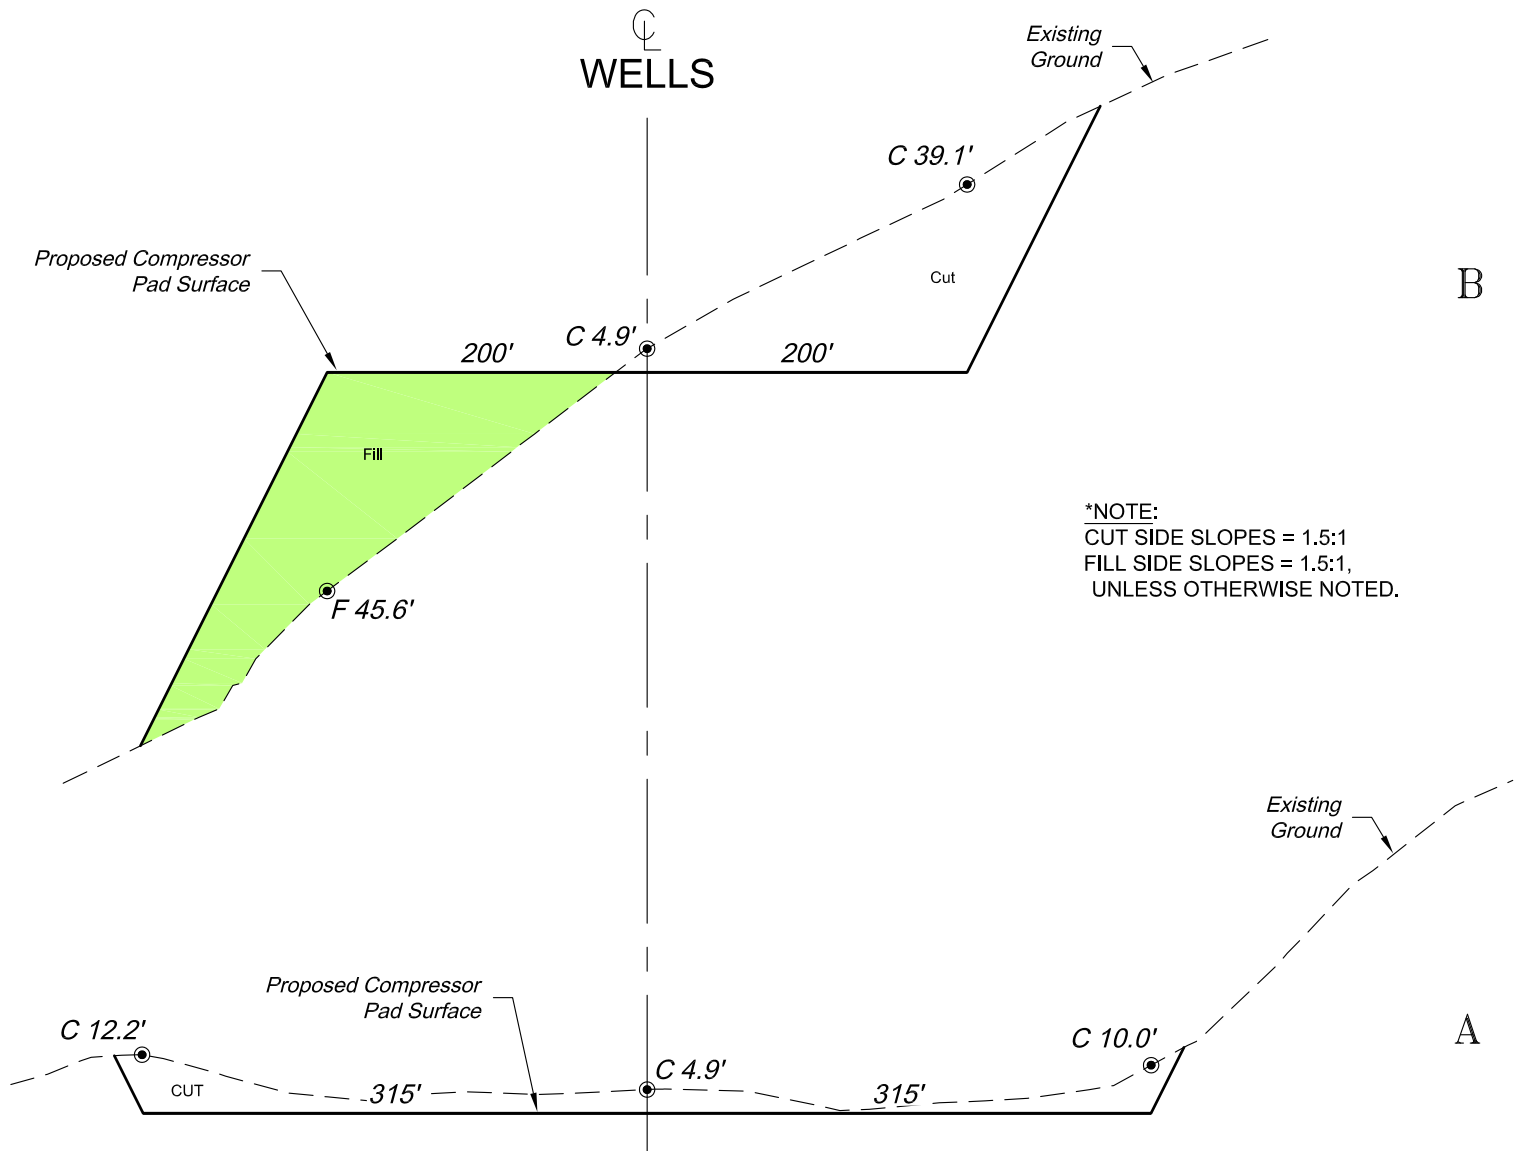 ℄
WELLS
Existing
Ground
C 39.1'
Proposed Compressor
Pad Surface
Cut
B
C 4.9'
200'
200'
Fill
*NOTE:
CUT SIDE SLOPES = 1.5:1
FILL SIDE SLOPES = 1.5:1,
UNLESS OTHERWISE NOTED.
F 45.6'
Existing
Ground
Proposed Compressor
Pad Surface
C 12.2'
C 10.0'
A
C 4.9'
CUT
315'
315'